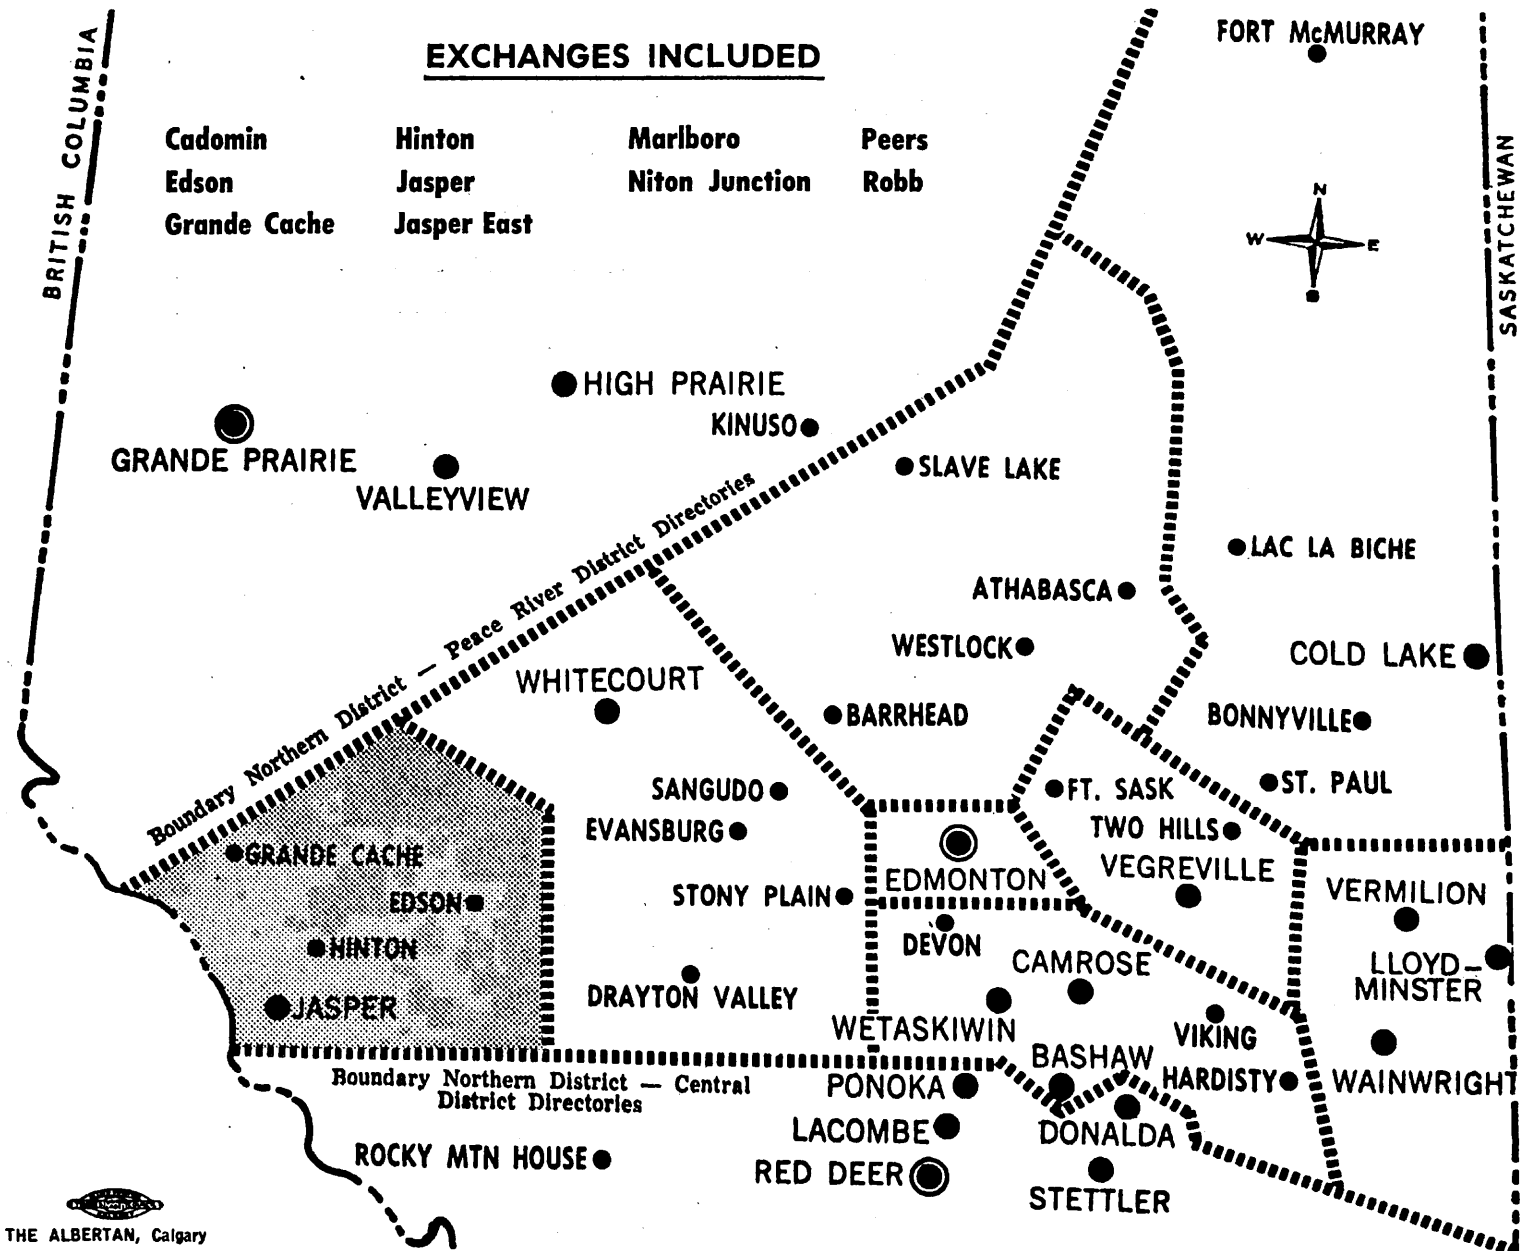 EXCHANGES INCLUDED
Cadomin Hinton Marlboro Peers
Edson Jasper Niton Junction Robb
Grande Cache Jasper East
BRITISH COLUMBIA
SASKATCHEWAN
FORT McMURRAY
N
W E
S
HIGH PRAIRIE
KINUSO
GRANDE PRAIRIE
VALLEYVIEW
SLAVE LAKE
Boundary Northern District — Peace River District Directories
LAC LA BICHE
ATHABASCA
WESTLOCK
COLD LAKE
WHITECOURT
BARRHEAD
BONNYVILLE
SANGUDO
FT. SASK
ST. PAUL
EVANSBURG
TWO HILLS
GRANDE CACHE
VEGREVILLE
EDMONTON
STONY PLAIN
VERMILION
EDSON
HINTON
DEVON
CAMROSE
LLOYD-
MINSTER
JASPER
DRAYTON VALLEY
WETASKIWIN
VIKING
BASHAW
HARDISTY
WAINWRIGHT
Boundary Northern District — Central
District Directories
PONOKA
LACOMBE
DONALDA
ROCKY MTN HOUSE
RED DEER
STETTLER
THE ALBERTAN, Calgary